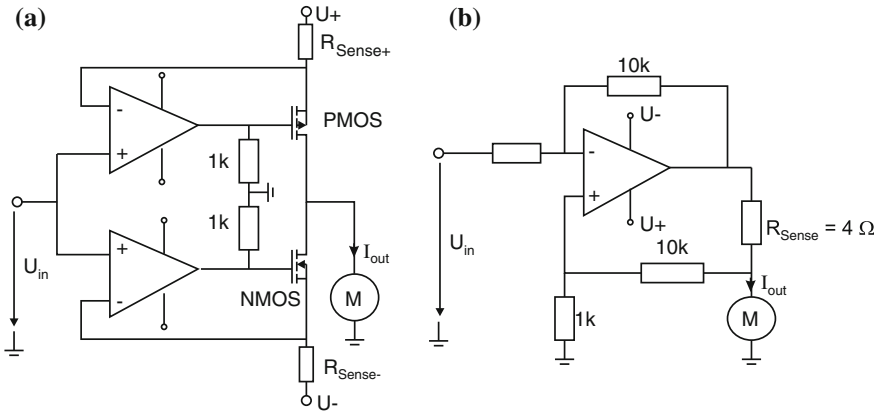 (a)
U+
R_Sense+
-
+
PMOS
1k
1k
U_in
+
-
NMOS
I_out
M
R_Sense-
U-
(b)
10k
U-
-
+
U+
R_Sense = 4 Ω
U_in
10k
I_out
1k
M